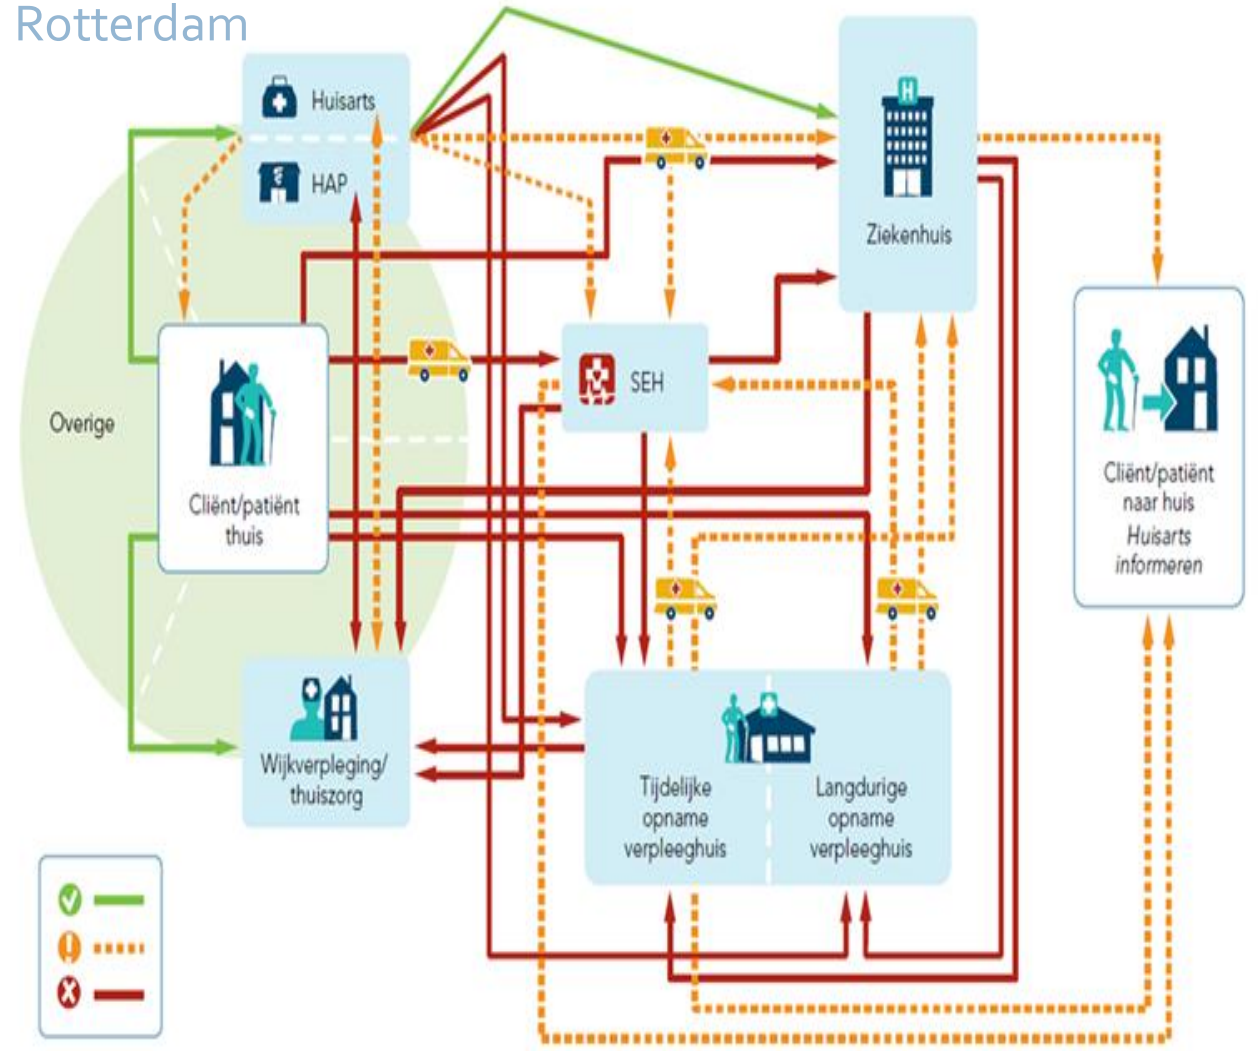 Rotterdam
Huisarts
HAP
H
Ziekenhuis
SEH
Overige
Cliënt/patiënt
thuis
Cliënt/patiënt
naar huis
Huisarts
informeren
Wijkverpleging/
thuiszorg
Tijdelijke
opname
verpleeghuis
Langdurige
opname
verpleeghuis